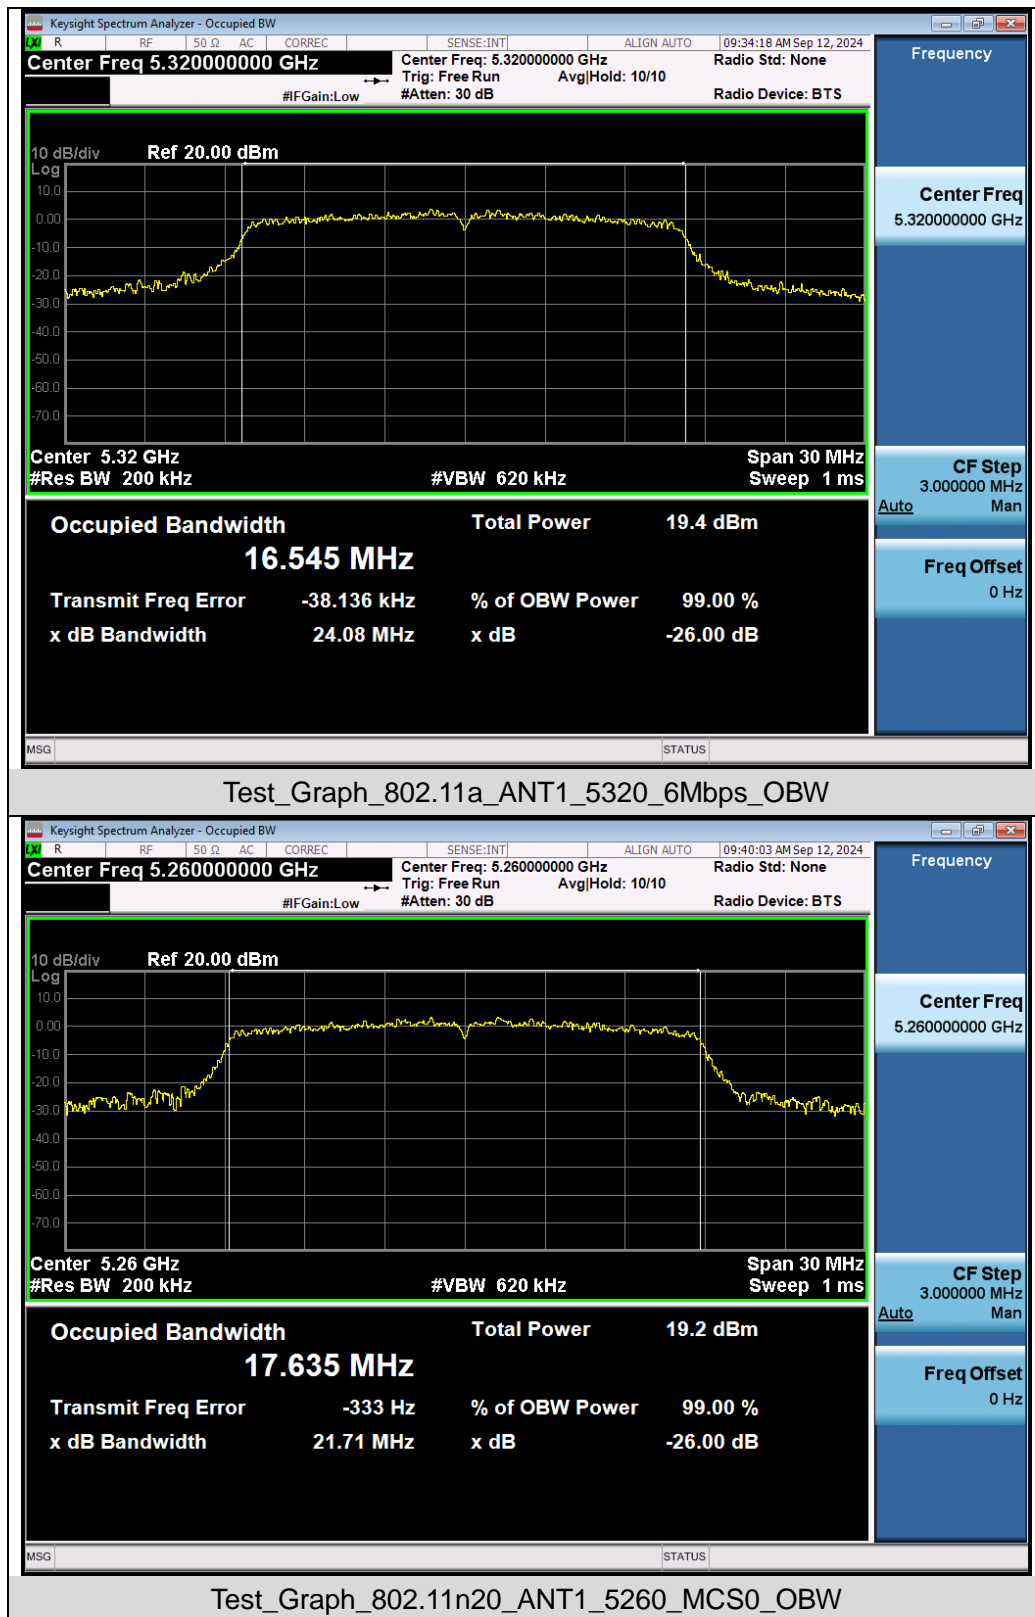 Keysight Spectrum Analyzer - Occupied BW
LXI R RF 50 Ω AC CORREC SENSE:INT ALIGN AUTO 09:34:18 AM Sep 12, 2024
Center Freq 5.320000000 GHz
Center Freq: 5.320000000 GHz
Radio Std: None
Trig: Free Run Avg|Hold: 10/10
#IFGain:Low #Atten: 30 dB Radio Device: BTS
Frequency
10 dB/div Ref 20.00 dBm
Log
10.0
0.00
-10.0
-20.0
-30.0
-40.0
-50.0
-60.0
-70.0
Center Freq
5.320000000 GHz
Center 5.32 GHz Span 30 MHz
#Res BW 200 kHz #VBW 620 kHz Sweep 1 ms
CF Step
3.000000 MHz
Auto Man
Occupied Bandwidth Total Power 19.4 dBm
16.545 MHz
Freq Offset
0 Hz
Transmit Freq Error -38.136 kHz % of OBW Power 99.00 %
x dB Bandwidth 24.08 MHz x dB -26.00 dB
MSG STATUS
Test_Graph_802.11a_ANT1_5320_6Mbps_OBW
Keysight Spectrum Analyzer - Occupied BW
LXI R RF 50 Ω AC CORREC SENSE:INT ALIGN AUTO 09:40:03 AM Sep 12, 2024
Center Freq 5.260000000 GHz
Center Freq: 5.260000000 GHz
Radio Std: None
Trig: Free Run Avg|Hold: 10/10
#IFGain:Low #Atten: 30 dB Radio Device: BTS
Frequency
10 dB/div Ref 20.00 dBm
Log
10.0
0.00
-10.0
-20.0
-30.0
-40.0
-50.0
-60.0
-70.0
Center Freq
5.260000000 GHz
Center 5.26 GHz Span 30 MHz
#Res BW 200 kHz #VBW 620 kHz Sweep 1 ms
CF Step
3.000000 MHz
Auto Man
Occupied Bandwidth Total Power 19.2 dBm
17.635 MHz
Freq Offset
0 Hz
Transmit Freq Error -333 Hz % of OBW Power 99.00 %
x dB Bandwidth 21.71 MHz x dB -26.00 dB
MSG STATUS
Test_Graph_802.11n20_ANT1_5260_MCS0_OBW